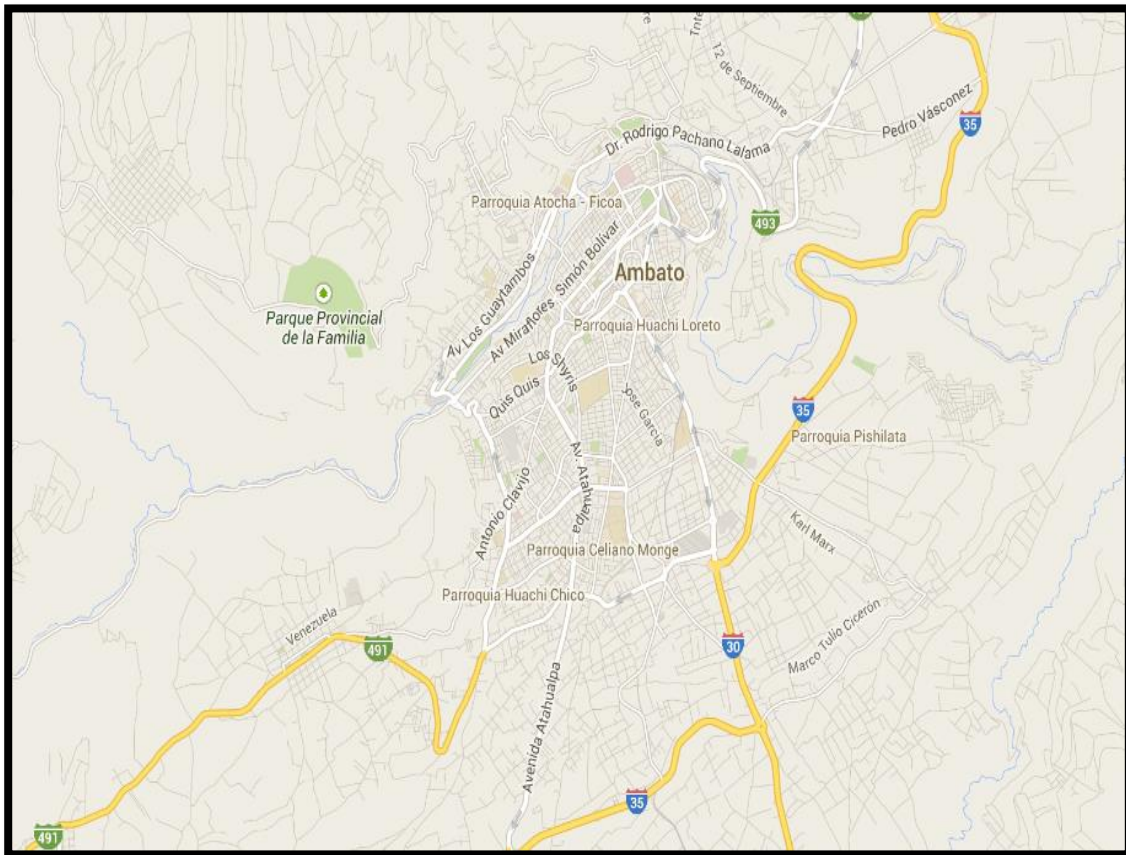 12 de Septiembre
Pedro Vásconez
35
Dr. Rodrigo Pachano Lalama
Parroquia Atocha - Ficoa
493
Av Los Guaytambos
Simón Bolívar
Ambato
Parque Provincial
de la Familia
Av Miraflores
Parroquia Huachi Loreto
Los Shyris
Quis Quis
Jose García
35
Parroquia Pishilata
Av. Atahualpa
Antonio Clavijo
Karl Marx
Parroquia Celiano Monge
Parroquia Huachi Chico
Venezuela
491
30
Marco Tulio Cicerón
Avenida Atahualpa
35
491